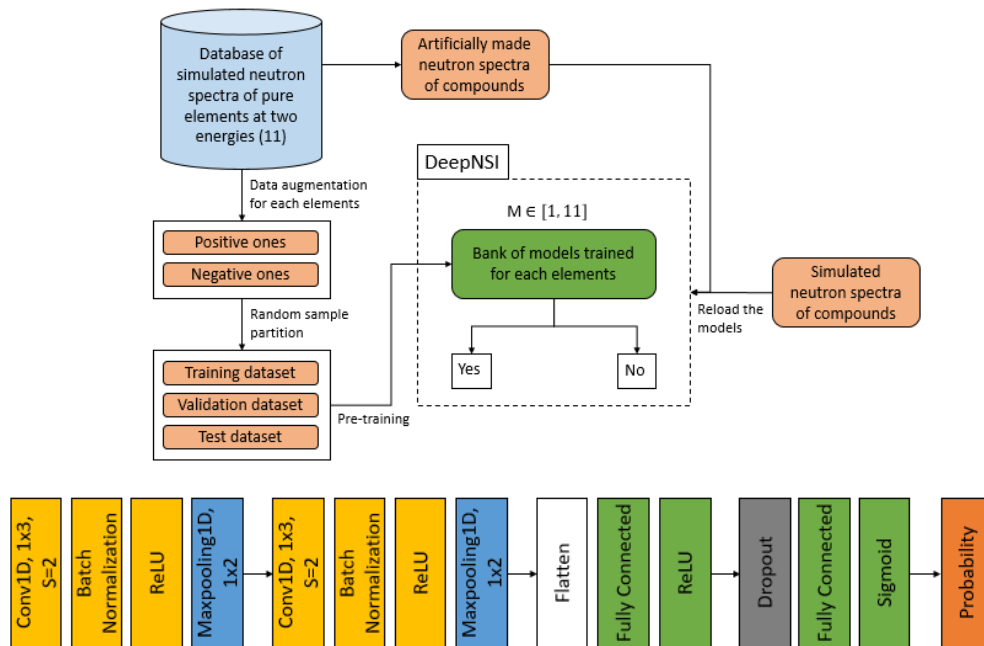 Database of
simulated neutron
spectra of pure
elements at two
energies (11)
Artificially made
neutron spectra
of compounds
Data augmentation
for each elements
Positive ones
Negative ones
Random sample
partition
Training dataset
Validation dataset
Test dataset
Pre-training
DeepNSI
M ∈ [1, 11]
Bank of models trained
for each elements
Yes
No
Reload the
models
Simulated
neutron spectra
of compounds
Conv1D, 1x3,
S=2
Batch
Normalization
ReLU
Maxpooling1D,
1x2
Conv1D, 1x3,
S=2
Batch
Normalization
ReLU
Maxpooling1D,
1x2
Flatten
Fully Connected
ReLU
Dropout
Fully Connected
Sigmoid
Probability